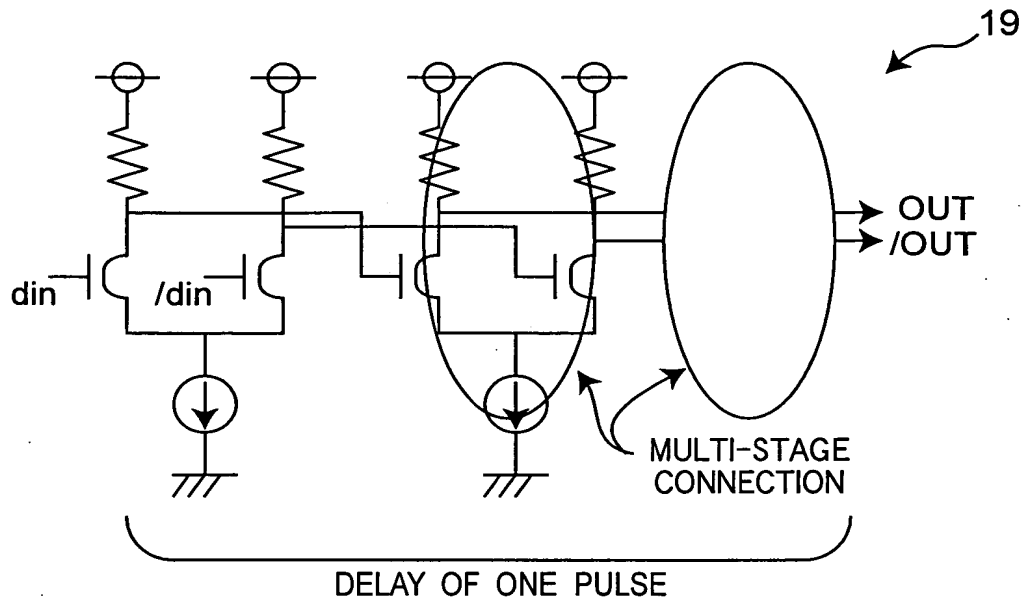 19
OUT
/OUT
din
/din
MULTI-STAGE
CONNECTION
DELAY OF ONE PULSE